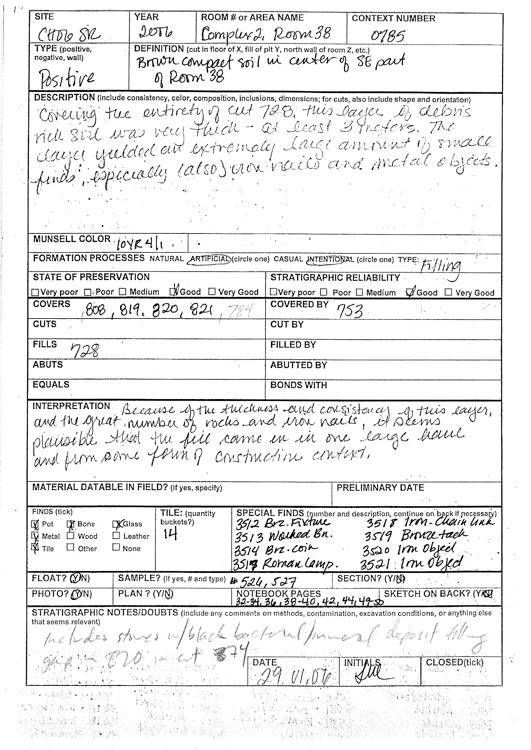 SITE YEAR ROOM # OR AREA NAME CONTEXT NUMBER
CH06 SR 2006 Complex 2, Room 38 0785
TYPE (positive, negative, wall) DEFINITION (cut in floor of X, fill of pit Y, north wall of room Z, etc.)
Positive Brown compact soil in center of SE part
of Room 38
DESCRIPTION (include consistency, color, composition, inclusions, dimensions; for cuts, also include shape and orientation)
Covering the entirety of cut 728, this layer of debris
rich soil was very thick - at least 3 meters. The
layer yielded an extremely large amount of small
finds, especially (also) iron nails and metal objects.
MUNSELL COLOR 10YR 4/1
FORMATION PROCESSES NATURAL ARTIFICIAL (circle one) CASUAL INTENTIONAL (circle one) TYPE: Filling
STATE OF PRESERVATION STRATIGRAPHIC RELIABILITY
Very poor Poor Medium Good Very Good Very poor Poor Medium Good Very Good
COVERS 808, 819, 820, 821, 784 COVERED BY 753
CUTS CUT BY
FILLS 728 FILLED BY
ABUTS ABUTTED BY
EQUALS BONDS WITH
INTERPRETATION Because of the thickness and consistency of this layer,
and the great number of rocks and iron nails, it seems
plausible that the fill came in in one large haul
and from some form of construction context.
MATERIAL DATABLE IN FIELD? (if yes, specify) PRELIMINARY DATE
FINDS (tick) TILE: (quantity buckets?) SPECIAL FINDS (number and description, continue on back if necessary)
Pot Bone Glass 14 3512 Brz. Fixture 3518 Iron Chain link
Metal Wood Leather 3513 Worked Bn. 3519 Bronze tack
Tile Other None 3514 Brz. coin 3520 Iron Object
3517 Roman Lamp. 3521 Iron Object
FLOAT? (Y/N) SAMPLE? (if yes, # and type) # 526, 527 SECTION? (Y/N)
PHOTO? (Y/N) PLAN? (Y/N) NOTEBOOK PAGES SKETCH ON BACK? (Y/N)
32-34, 36, 38-40, 42, 44, 49-50
STRATIGRAPHIC NOTES/DOUBTS (include any comments on methods, contamination, excavation conditions, or anything else that seems relevant)
Includes stones w/ black bacterial/mineral deposit filling
gap in 820 in cut 874
DATE INITIALS CLOSED(tick)
29.VI.06